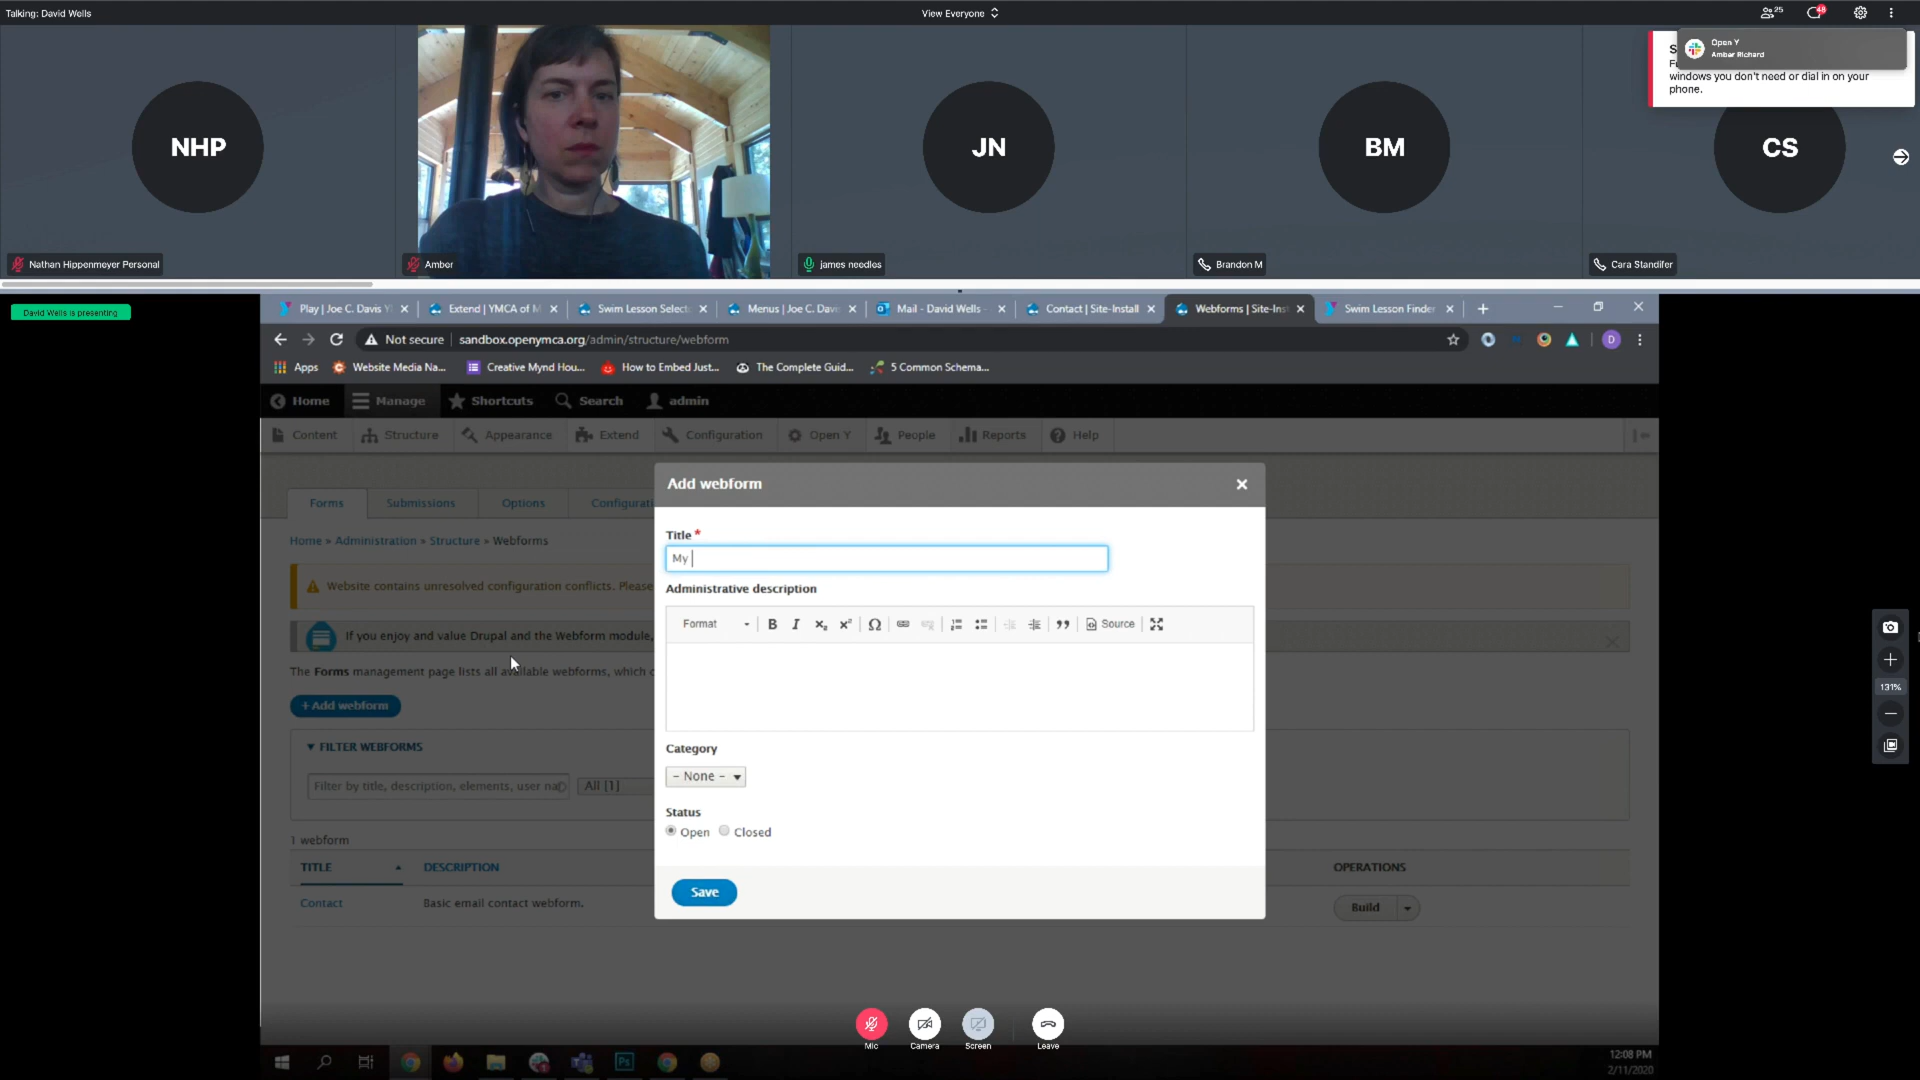 Talking: David Wells
View Everyone
25
48
Open Y
Amber Richard
windows you don't need or dial in on your
phone.
NHP
JN
BM
CS
Nathan Hippenmeyer Personal
Amber
james needles
Brandon M
Cara Standifer
David Wells is presenting
Play | Joe C. Davis Y
Extend | YMCA of M
Swim Lesson Select
Menus | Joe C. Davi
Mail - David Wells -
Contact | Site-Install
Webforms | Site-Ins
Swim Lesson Finder
Not secure
sandbox.openymca.org/admin/structure/webform
D
Apps
Website Media Na...
Creative Mynd Hou...
How to Embed Just...
The Complete Guid...
5 Common Schema...
Home
Manage
Shortcuts
Search
admin
Content
Structure
Appearance
Extend
Configuration
Open Y
People
Reports
Help
Add webform
Forms
Submissions
Options
Configurati
Title *
My
Home » Administration » Structure » Webforms
Website contains unresolved configuration conflicts. Please
Administrative description
Format
B I x₂ x² Ω
Source
If you enjoy and value Drupal and the Webform module,
The Forms management page lists all available webforms, which c
+ Add webform
131%
FILTER WEBFORMS
Category
- None -
Filter by title, description, elements, user na
All [1]
Status
Open
Closed
1 webform
TITLE
DESCRIPTION
OPERATIONS
Save
Contact
Basic email contact webform.
Build
Mic
Camera
Screen
Leave
Ps
12:08 PM
2/11/2020